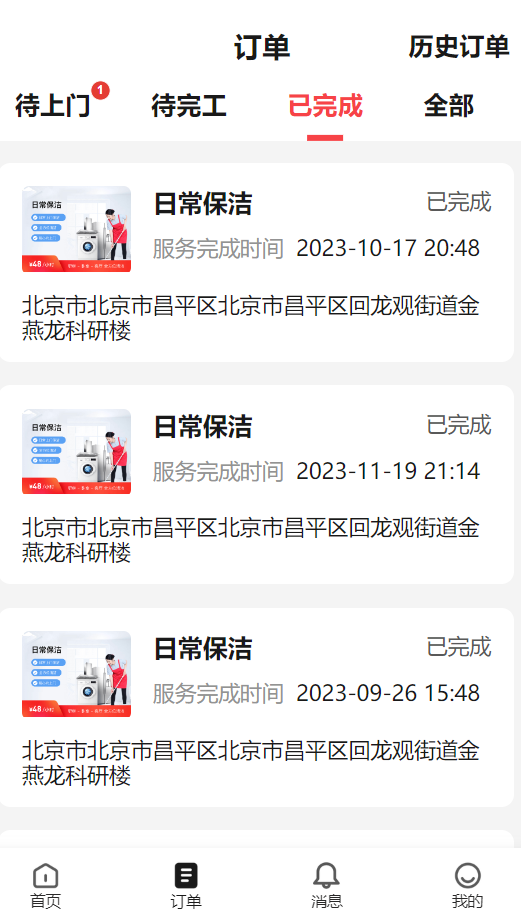 订单
历史订单
待上门
1
待完工
已完成
全部
日常保洁
已完成
服务完成时间 2023-10-17 20:48
日常保洁
¥48/小时
北京市北京市昌平区北京市昌平区回龙观街道金
燕龙科研楼
日常保洁
已完成
服务完成时间 2023-11-19 21:14
日常保洁
¥48/小时
北京市北京市昌平区北京市昌平区回龙观街道金
燕龙科研楼
日常保洁
已完成
服务完成时间 2023-09-26 15:48
日常保洁
¥48/小时
北京市北京市昌平区北京市昌平区回龙观街道金
燕龙科研楼
首页
订单
消息
我的